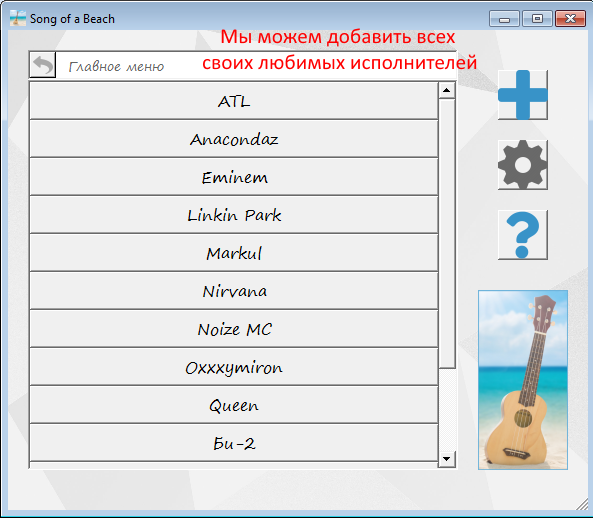 Song of a Beach
Мы можем добавить всех
своих любимых исполнителей
Главное меню
ATL
Anacondaz
Eminem
Linkin Park
Markul
Nirvana
Noize MC
Oxxxymiron
Queen
Би-2